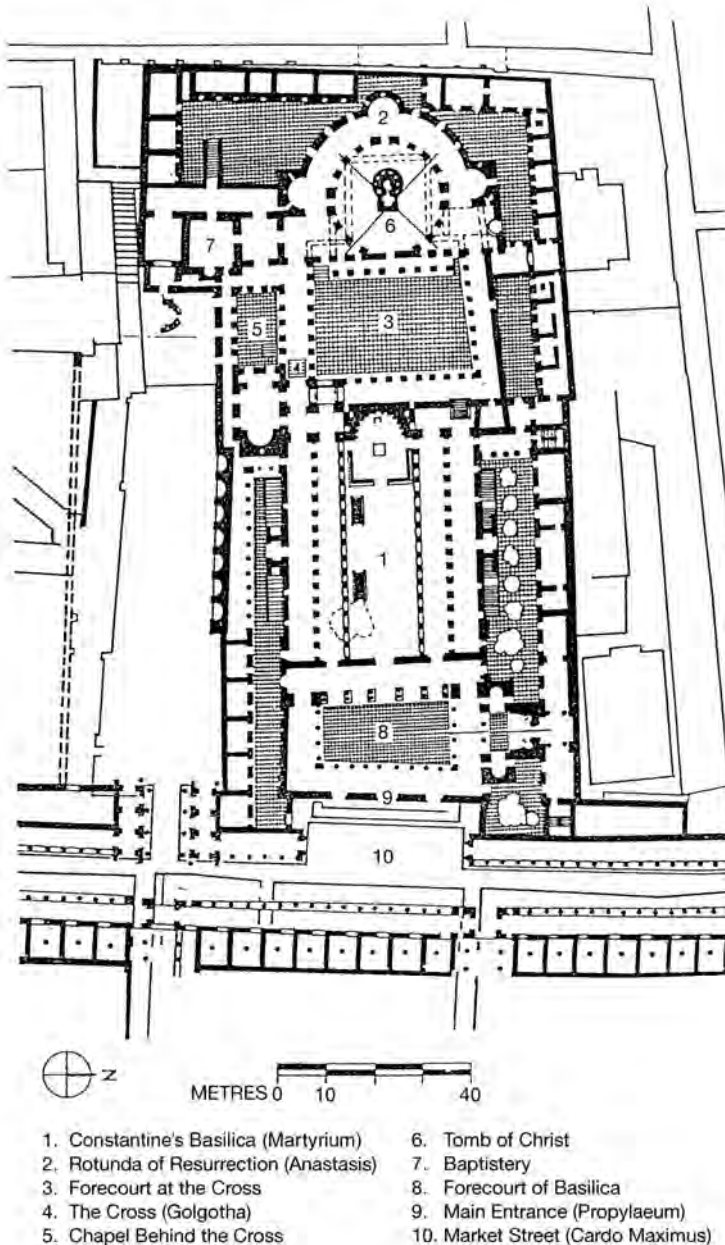 2
6
7
3
5
4
1
8
9
10
N
METRES 0 10 40
1. Constantine's Basilica (Martyrium)
2. Rotunda of Resurrection (Anastasis)
3. Forecourt at the Cross
4. The Cross (Golgotha)
5. Chapel Behind the Cross
6. Tomb of Christ
7. Baptistery
8. Forecourt of Basilica
9. Main Entrance (Propylaeum)
10. Market Street (Cardo Maximus)